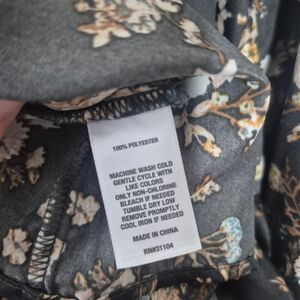 100% POLYESTER
MACHINE WASH COLD
GENTLE CYCLE WITH
LIKE COLORS
ONLY NON-CHLORINE
BLEACH IF NEEDED
TUMBLE DRY LOW
REMOVE PROMPTLY
COOL IRON IF NEEDED
MADE IN CHINA
RN#31104